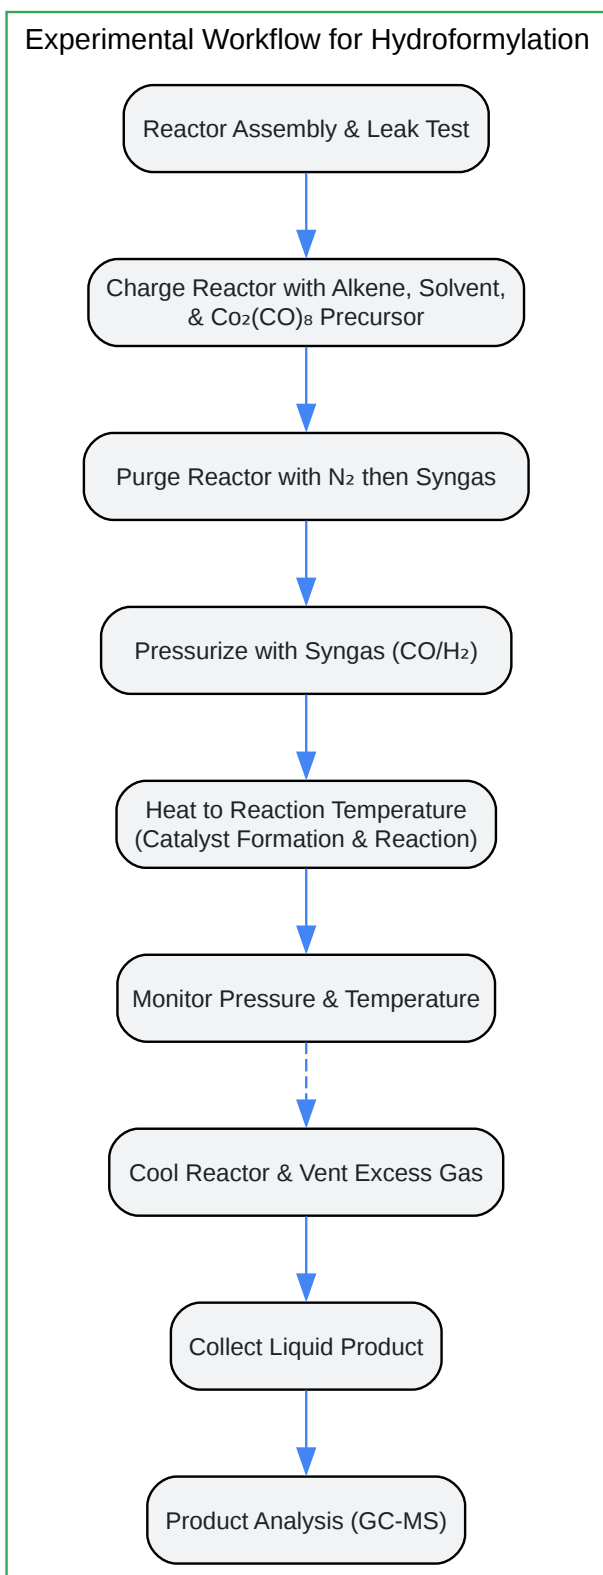 Experimental Workflow for Hydroformylation
Reactor Assembly & Leak Test
Charge Reactor with Alkene, Solvent,
& Co₂(CO)₈ Precursor
Purge Reactor with N₂ then Syngas
Pressurize with Syngas (CO/H₂)
Heat to Reaction Temperature
(Catalyst Formation & Reaction)
Monitor Pressure & Temperature
Cool Reactor & Vent Excess Gas
Collect Liquid Product
Product Analysis (GC-MS)